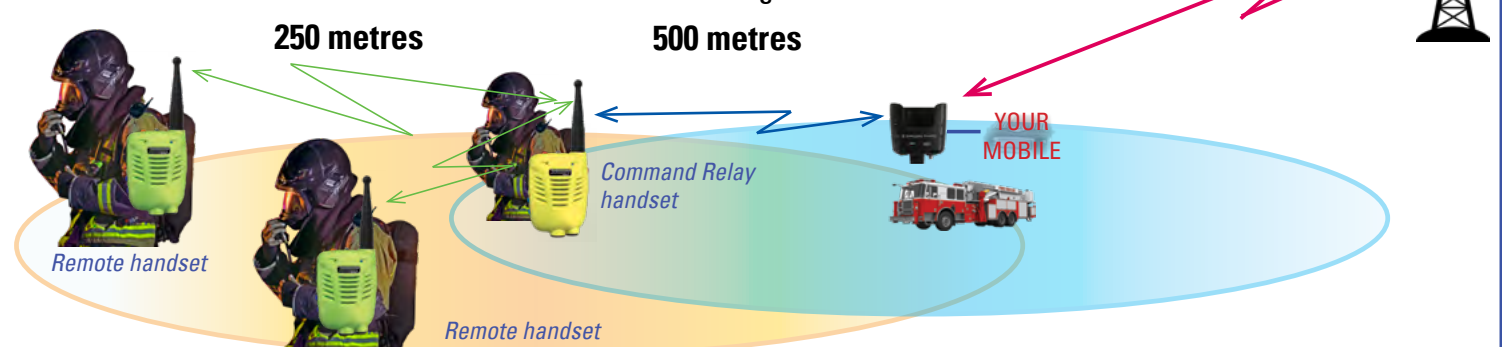 250 metres
500 metres
YOUR
MOBILE
Command Relay
handset
Remote handset
Remote handset